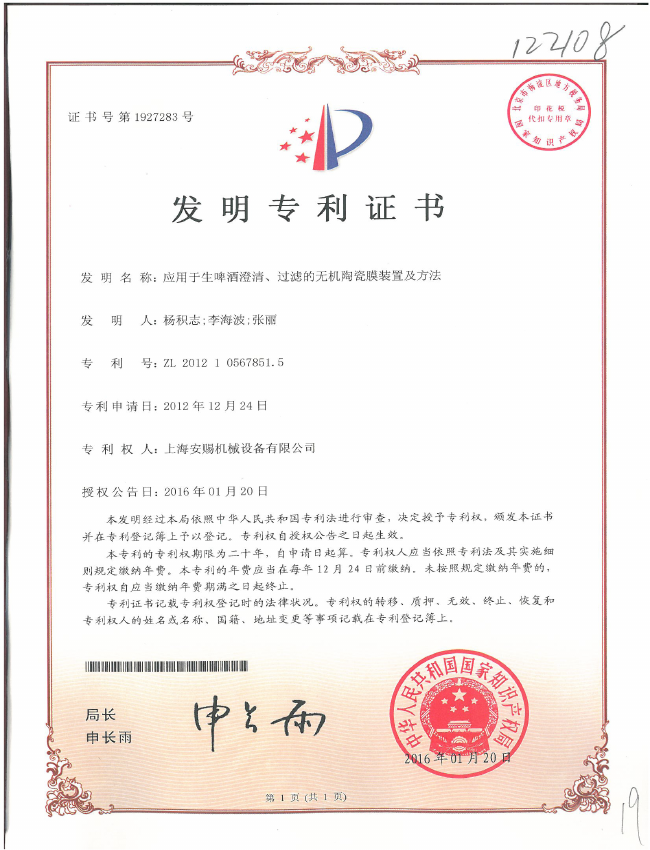 122108
证书号第1927283号
北京市海淀区地方税务局
印花税
代扣专用章
国家知识产权局
发明专利证书
发明名称：应用于生啤酒澄清、过滤的无机陶瓷膜装置及方法
发明人：杨积志;李海波;张丽
专利号：ZL 2012 1 0567851.5
专利申请日：2012年12月24日
专利权人：上海安赐机械设备有限公司
授权公告日：2016年01月20日
本发明经过本局依照中华人民共和国专利法进行审查，决定授予专利权，颁发本证书
并在专利登记簿上予以登记。专利权自授权公告之日起生效。
本专利的专利权期限为二十年，自申请日起算。专利权人应当依照专利法及其实施细
则规定缴纳年费。本专利的年费应当在每年12月24日前缴纳。未按照规定缴纳年费的，
专利权自应当缴纳年费期满之日起终止。
专利证书记载专利权登记时的法律状况。专利权的转移、质押、无效、终止、恢复和
专利权人的姓名或名称、国籍、地址变更等事项记载在专利登记簿上。
局长
申长雨
申长雨
中华人民共和国国家知识产权局
2016年01月20日
第1页(共1页)
19